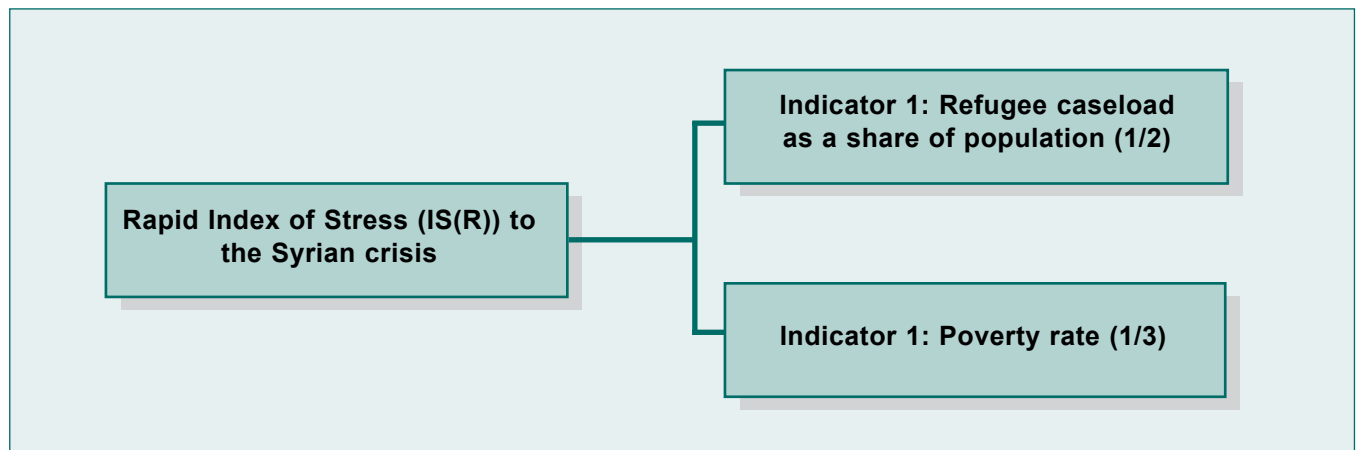 Rapid Index of Stress (IS(R)) to
the Syrian crisis
Indicator 1: Refugee caseload
as a share of population (1/2)
Indicator 1: Poverty rate (1/3)